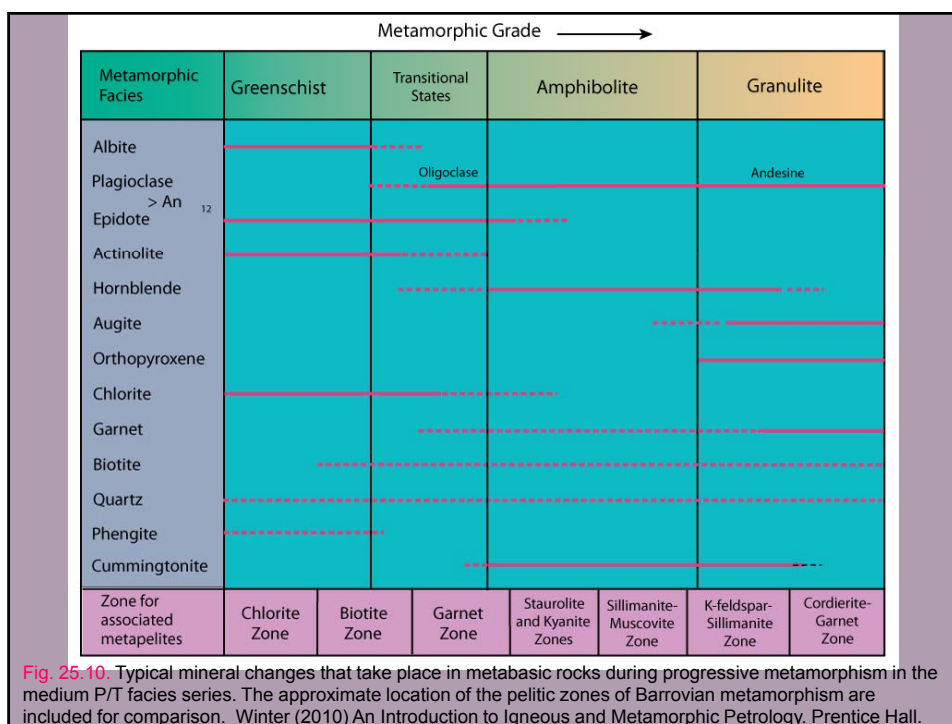 Metamorphic Grade
Metamorphic
Facies
Greenschist
Transitional
States
Amphibolite
Granulite
Albite
Plagioclase
> An 12
Oligoclase
Andesine
Epidote
Actinolite
Hornblende
Augite
Orthopyroxene
Chlorite
Garnet
Biotite
Quartz
Phengite
Cummingtonite
Zone for
associated
metapelites
Chlorite
Zone
Biotite
Zone
Garnet
Zone
Staurolite
and Kyanite
Zones
Sillimanite-
Muscovite
Zone
K-feldspar-
Sillimanite
Zone
Cordierite-
Garnet
Zone
Fig. 25.10. Typical mineral changes that take place in metabasic rocks during progressive metamorphism in the
medium P/T facies series. The approximate location of the pelitic zones of Barrovian metamorphism are
included for comparison. Winter (2010) An Introduction to Igneous and Metamorphic Petrology. Prentice Hall.